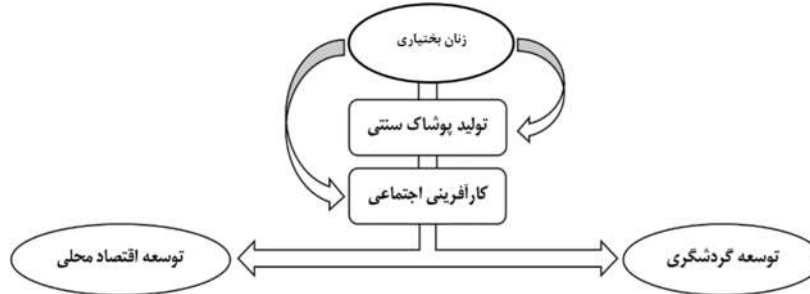 زنان بختیاری
تولید پوشاک سنتی
کارآفرینی اجتماعی
توسعه گردشگری
توسعه اقتصاد محلی